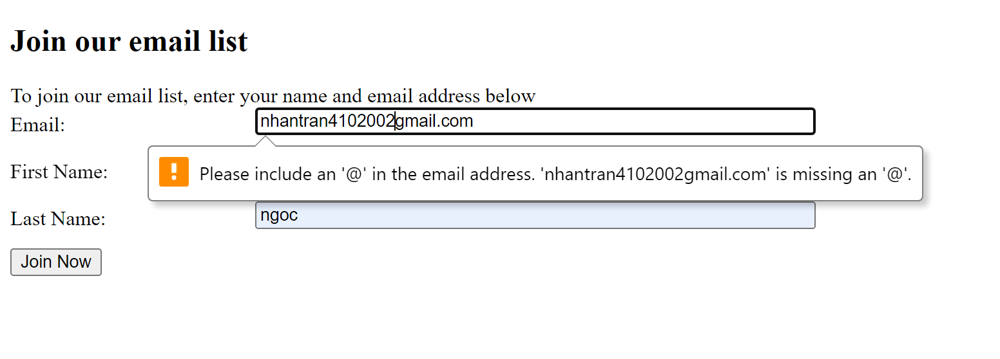 Join our email list
To join our email list, enter your name and email address below
Email: nhantran4102002gmail.com
First Name: Please include an '@' in the email address. 'nhantran4102002gmail.com' is missing an '@'.
Last Name: ngoc
Join Now